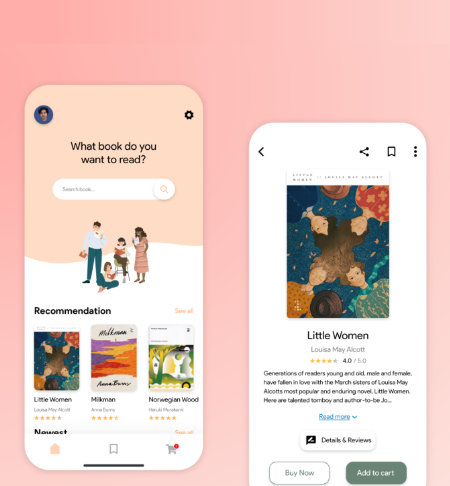 What book do you
want to read?
Search book...
Recommendation
See all
Milkman
Anna Burns
Little Women
Milkman
Norwegian Wood
Louisa May Alcott
Anna Burns
Haruki Murakami
Newest
See all
LITTLE
WOMEN
LOUISA MAY ALCOTT
Little Women
Louisa May Alcott
4.0 / 5.0
Generations of readers young and old, male and female,
have fallen in love with the March sisters of Louisa May
Alcotts most popular and enduring novel, Little Women.
Here are talented tomboy and author-to-be Jo...
Read more
Details & Reviews
Buy Now
Add to cart